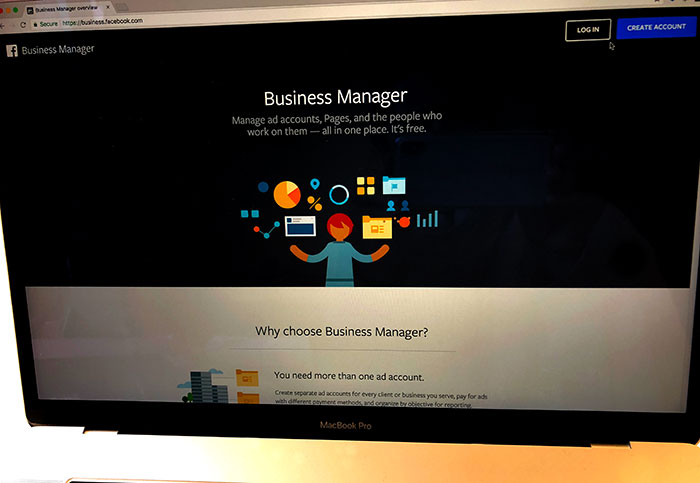 Business Manager overview
Secure
https://business.facebook.com
LOG IN
CREATE ACCOUNT
f Business Manager
Business Manager
Manage ad accounts, Pages, and the people who
work on them — all in one place. It's free.
%
Why choose Business Manager?
You need more than one ad account.
Create separate ad accounts for every client or business you serve, pay for ads
with different payment methods, and organize by objective for reporting.
MacBook Pro